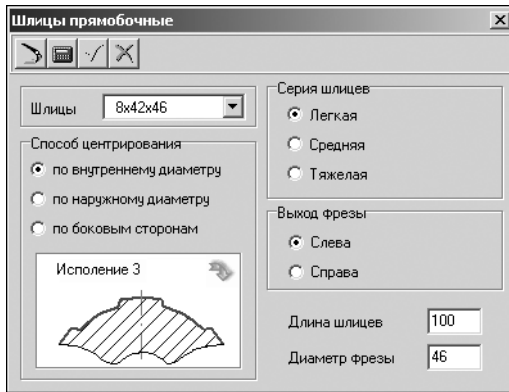 Шлицы прямобочные
Шлицы
8x42x46
Способ центрирования
по внутреннему диаметру
по наружному диаметру
по боковым сторонам
Исполение 3
Серия шлицев
Легкая
Средняя
Тяжелая
Выход фрезы
Слева
Справа
Длина шлицев
100
Диаметр фрезы
46